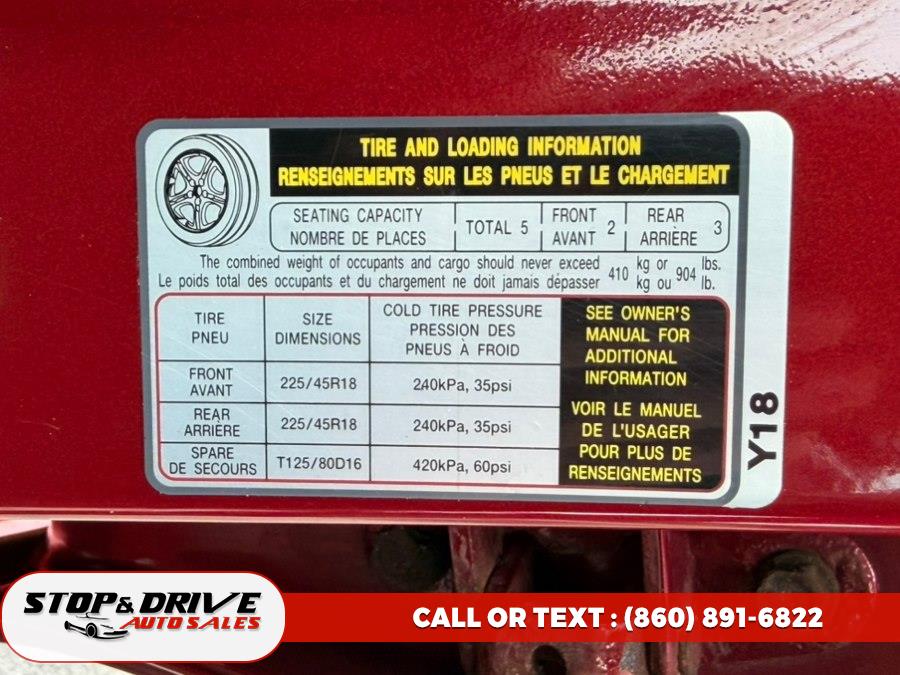 TIRE AND LOADING INFORMATION
RENSEIGNEMENTS SUR LES PNEUS ET LE CHARGEMENT
SEATING CAPACITY
NOMBRE DE PLACES
TOTAL 5
FRONT
AVANT 2
REAR
ARRIÈRE 3
The combined weight of occupants and cargo should never exceed 410 kg or 904 lbs.
Le poids total des occupants et du chargement ne doit jamais dépasser kg ou lb.
TIRE
PNEU
SIZE
DIMENSIONS
COLD TIRE PRESSURE
PRESSION DES
PNEUS À FROID
FRONT
AVANT
225/45R18
240kPa, 35psi
REAR
ARRIÈRE
225/45R18
240kPa, 35psi
SPARE
DE SECOURS
T125/80D16
420kPa, 60psi
SEE OWNER'S
MANUAL FOR
ADDITIONAL
INFORMATION
VOIR LE MANUEL
DE L'USAGER
POUR PLUS DE
RENSEIGNEMENTS
Y18
STOP & DRIVE
AUTO SALES
CALL OR TEXT : (860) 891-6822